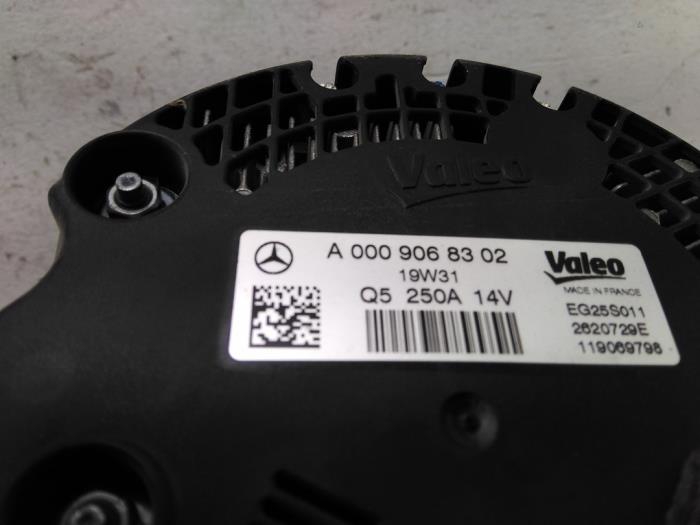 Valeo
A 000 906 83 02
19W31
Q5 250A 14V
Valeo
MADE IN FRANCE
EG25S011
2620729E
119069798